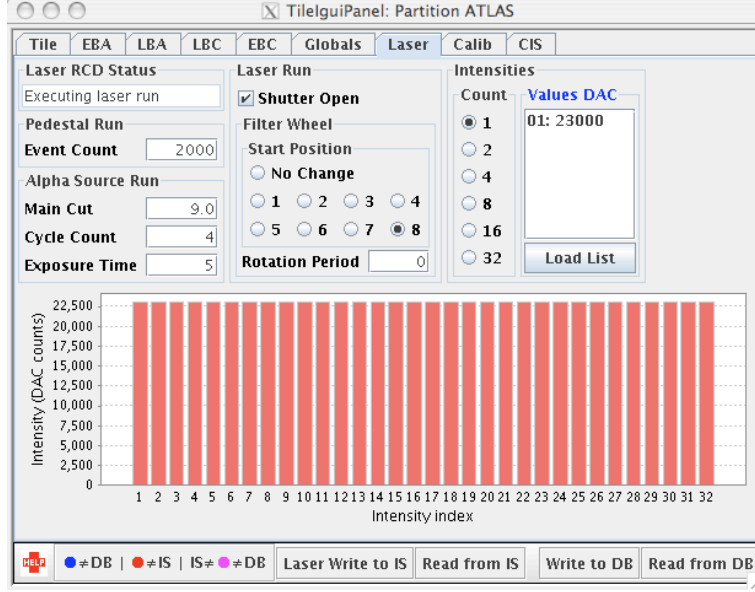 TileIguiPanel: Partition ATLAS
Tile EBA LBA LBC EBC Globals Laser Calib CIS
Laser RCD Status
Executing laser run
Pedestal Run
Event Count 2000
Alpha Source Run
Main Cut 9.0
Cycle Count 4
Exposure Time 5
Laser Run
Shutter Open
Filter Wheel
Start Position
No Change
1 2 3 4
5 6 7 8
Rotation Period 0
Intensities
Count
1
2
4
8
16
32
Values DAC
01: 23000
Load List
Intensity (DAC counts)
22,500
20,000
17,500
15,000
12,500
10,000
7,500
5,000
2,500
0
1 2 3 4 5 6 7 8 9 10 11 12 13 14 15 16 17 18 19 20 21 22 23 24 25 26 27 28 29 30 31 32
Intensity index
HELP ≠DB | ≠IS | IS≠ ≠DB Laser Write to IS Read from IS Write to DB Read from DB